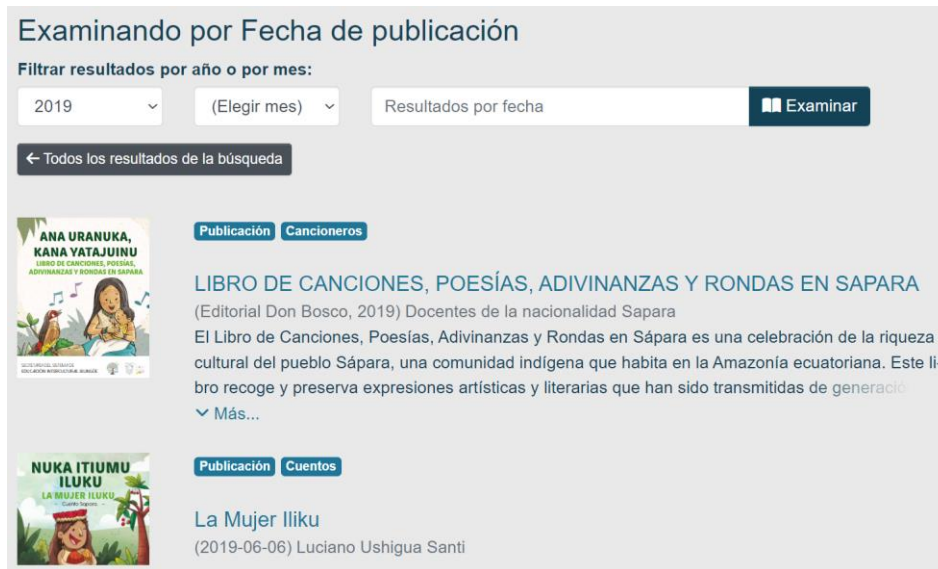 Examinando por Fecha de publicación
Filtrar resultados por año o por mes:
2019
(Elegir mes)
Resultados por fecha
Examinar
← Todos los resultados de la búsqueda
ANA URANUKA,
KANA YATAJUINU
LIBRO DE CANCIONES, POESÍAS,
ADIVINANZAS Y RONDAS EN SAPARA
EDUCACIÓN INTERCULTURAL BILINGÜE
Publicación
Cancioneros
LIBRO DE CANCIONES, POESÍAS, ADIVINANZAS Y RONDAS EN SAPARA
(Editorial Don Bosco, 2019) Docentes de la nacionalidad Sapara
El Libro de Canciones, Poesías, Adivinanzas y Rondas en Sápara es una celebración de la riqueza
cultural del pueblo Sápara, una comunidad indígena que habita en la Amazonía ecuatoriana. Este li-
bro recoge y preserva expresiones artísticas y literarias que han sido transmitidas de generació
Más...
NUKA ITIUMU
ILUKU
LA MUJER ILUKU
Cuento Sapara
Publicación
Cuentos
La Mujer Iliku
(2019-06-06) Luciano Ushigua Santi